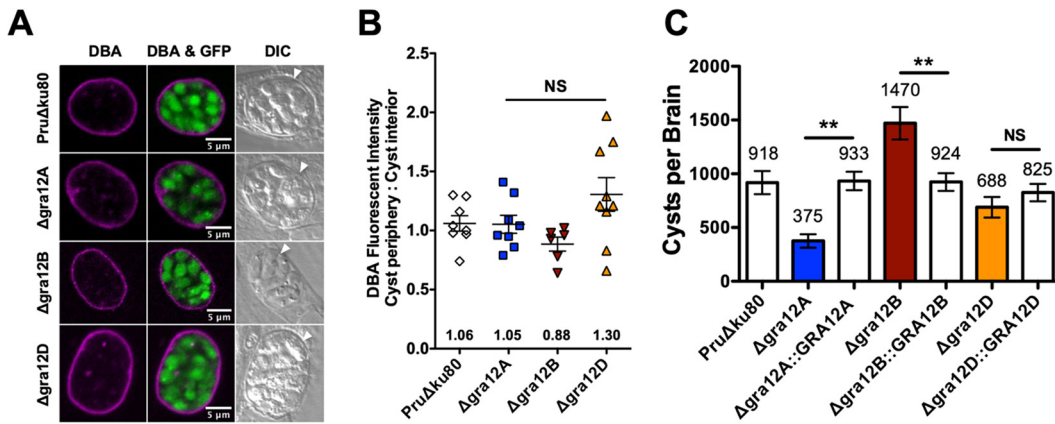 A
DBA DBA & GFP DIC
PruΔku80
5 μm
Δgra12A
5 μm
Δgra12B
5 μm
Δgra12D
5 μm
B
DBA Fluorescent Intensity
Cyst periphery : Cyst interior
2.5
2.0
1.5
1.0
0.5
0.0
NS
1.06 1.05 0.88 1.30
PruΔku80 Δgra12A Δgra12B Δgra12D
C
Cysts per Brain
2000
1500
1000
500
0
** ** NS
918 375 933 1470 924 688 825
PruΔku80 Δgra12A Δgra12A::GRA12A Δgra12B Δgra12B::GRA12B Δgra12D Δgra12D::GRA12D